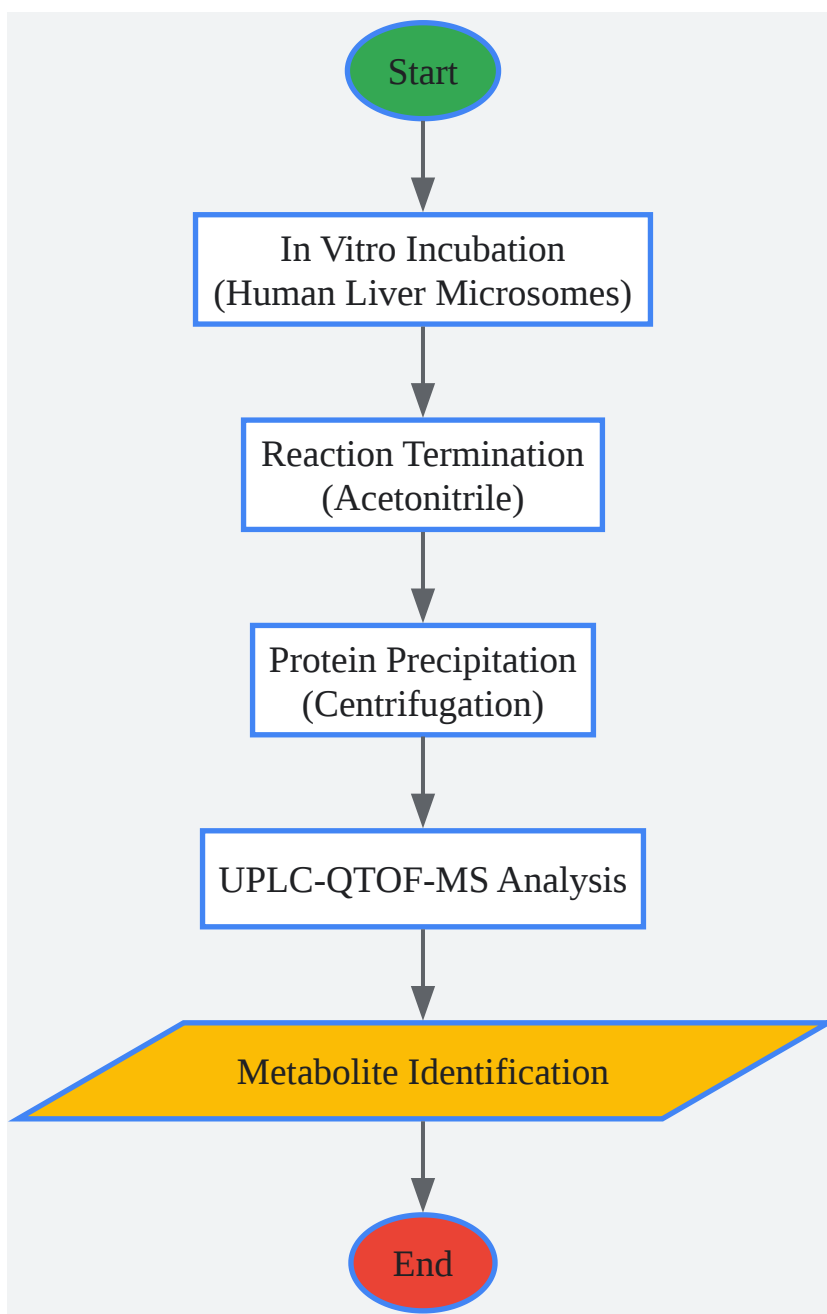 Start
In Vitro Incubation
(Human Liver Microsomes)
Reaction Termination
(Acetonitrile)
Protein Precipitation
(Centrifugation)
UPLC-QTOF-MS Analysis
Metabolite Identification
End